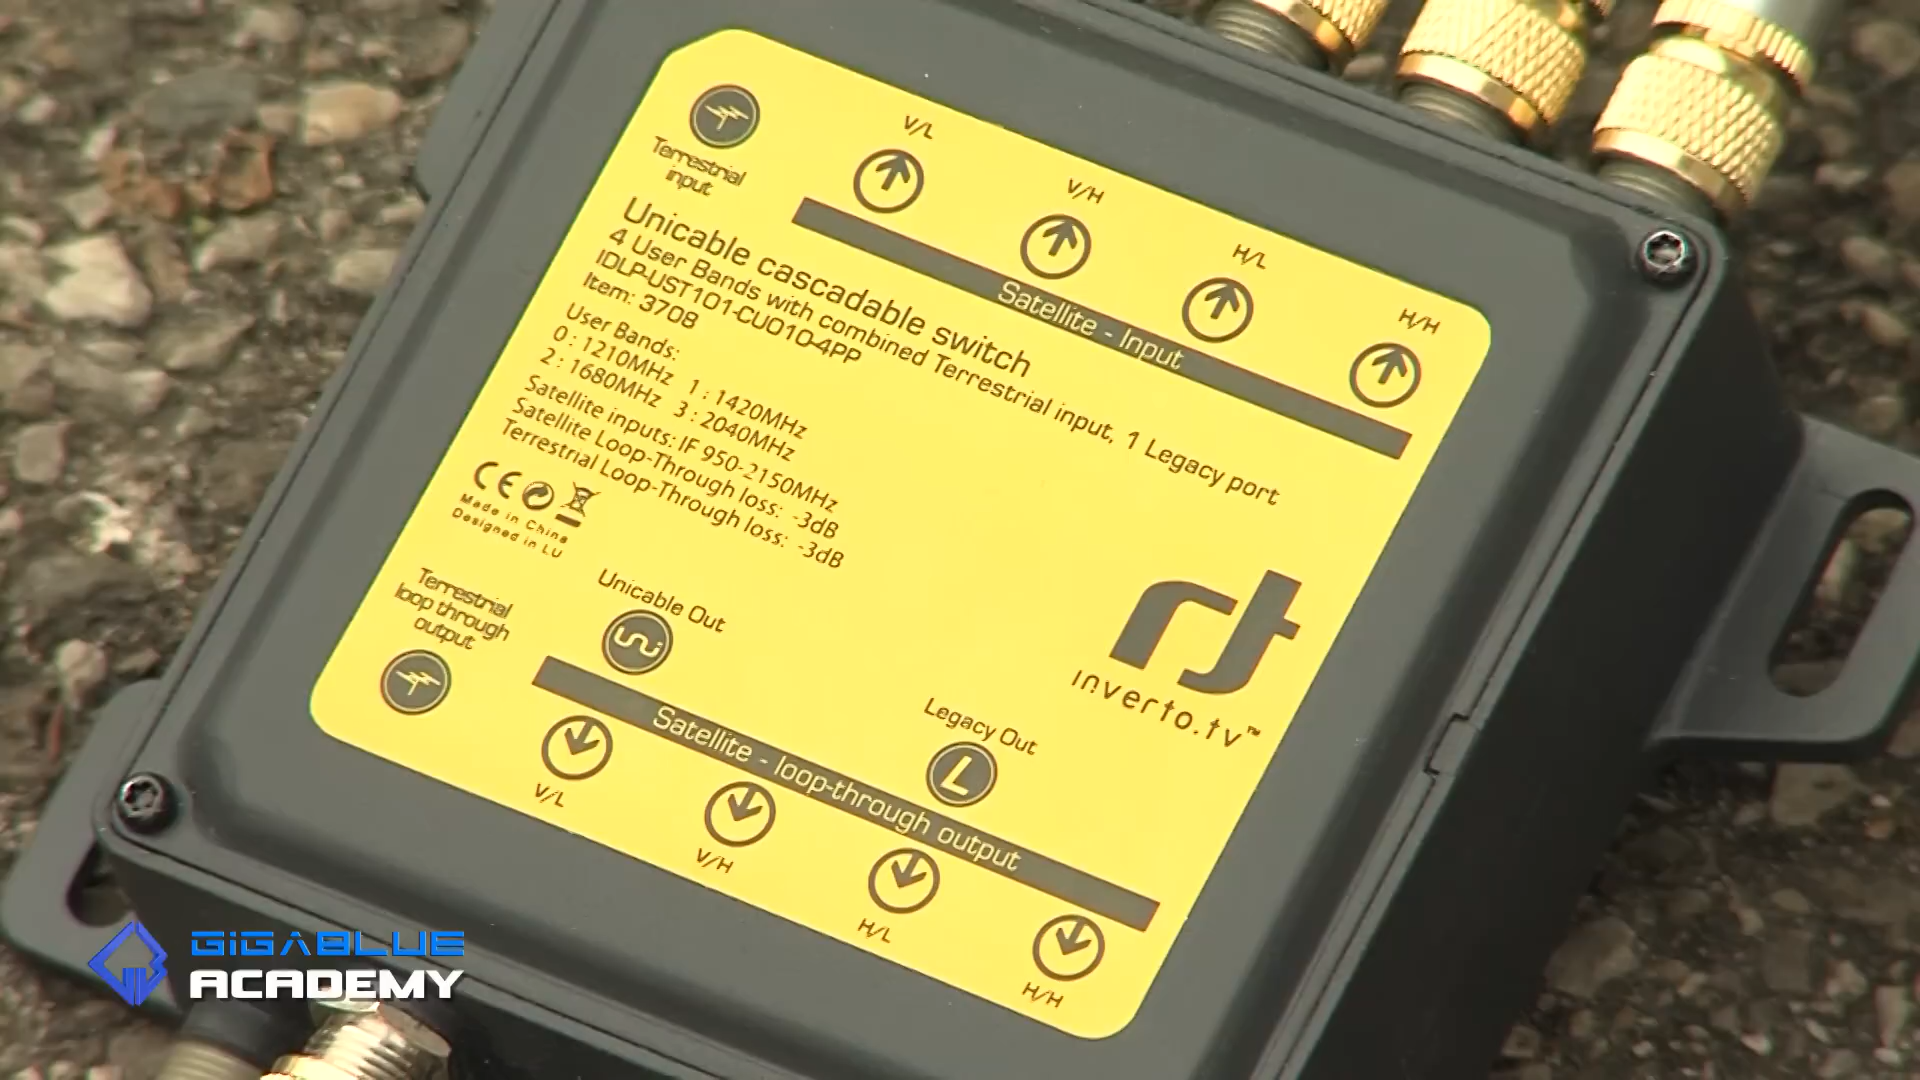 Terrestrial
input
V/L
V/H
H/L
H/H
Satellite - Input
Unicable cascadable switch
4 User Bands with combined Terrestrial input, 1 Legacy port
IDLP-UST101-CUO10-4PP
Item: 3708
User Bands:
0 : 1210MHz 1 : 1420MHz
2 : 1680MHz 3 : 2040MHz
Satellite inputs: IF 950-2150MHz
Satellite Loop-Through loss: -3dB
Terrestrial Loop-Through loss: -3dB
CE
Made in China
Designed in LU
inverto.tv™
Terrestrial
loop through
output
Unicable Out
Legacy Out
L
Satellite - loop-through output
V/L
V/H
H/L
H/H
GIGABLUE
ACADEMY